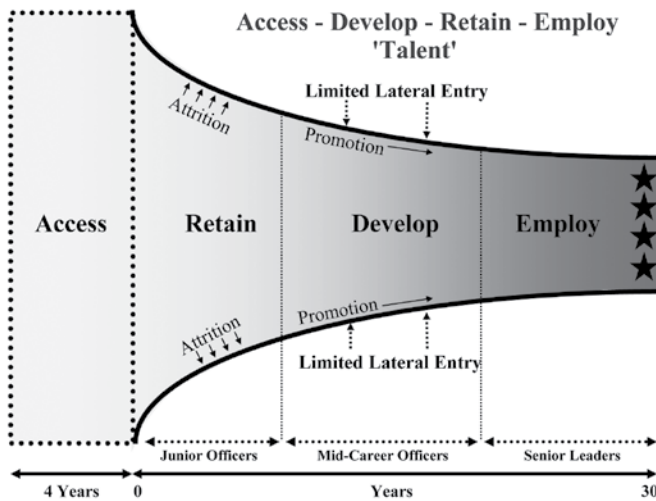 Access - Develop - Retain - Employ
'Talent'
Limited Lateral Entry
Attrition
Promotion
Access
Retain
Develop
Employ
Attrition
Promotion
Limited Lateral Entry
Junior Officers
Mid-Career Officers
Senior Leaders
4 Years
0
Years
30